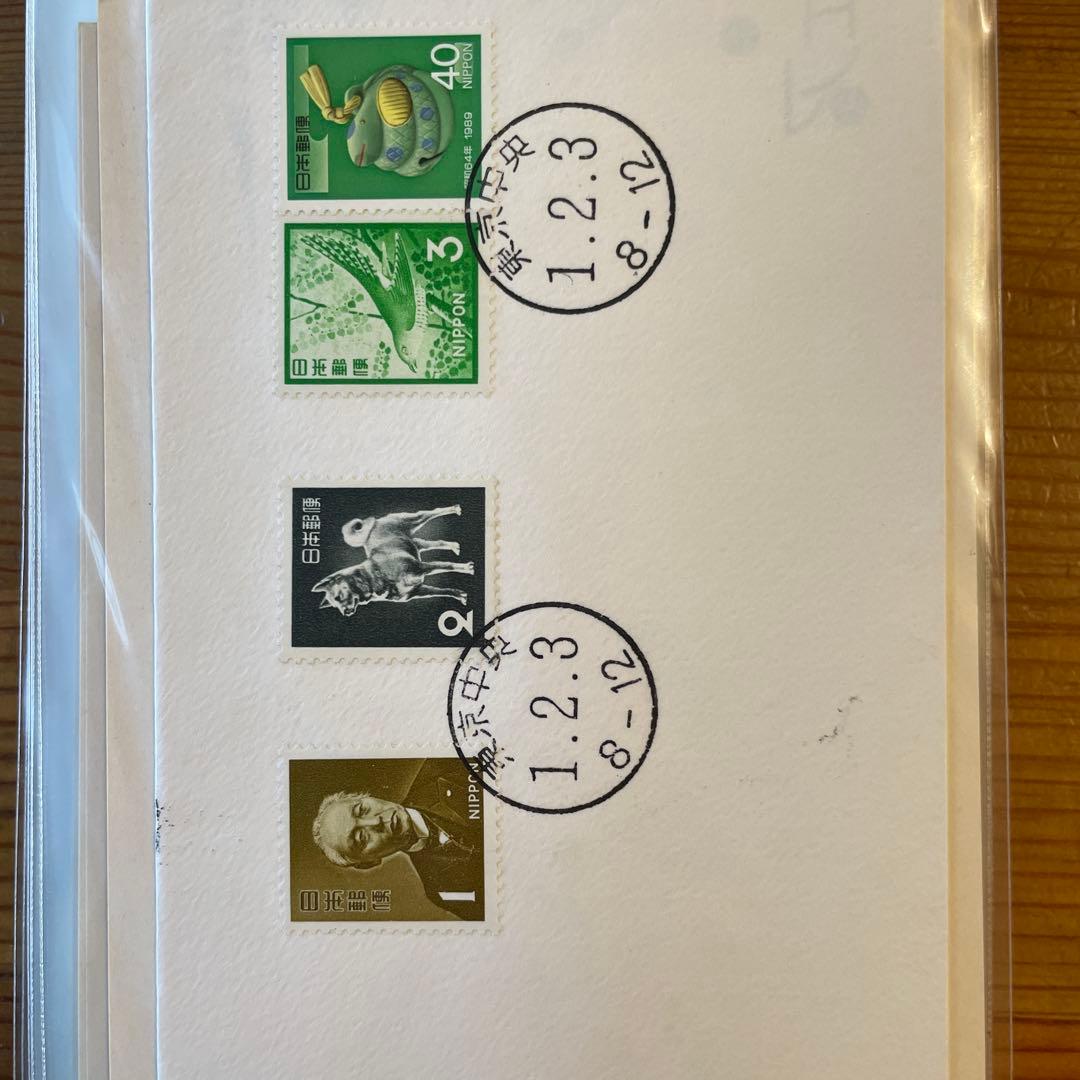 日本郵便
40
NIPPON
昭和64年 1989
東京中央
1.2.3
8-12
日本郵便
3
NIPPON
日本郵便
2
東京中央
1.2.3
8-12
日本郵便
1
NIPPON